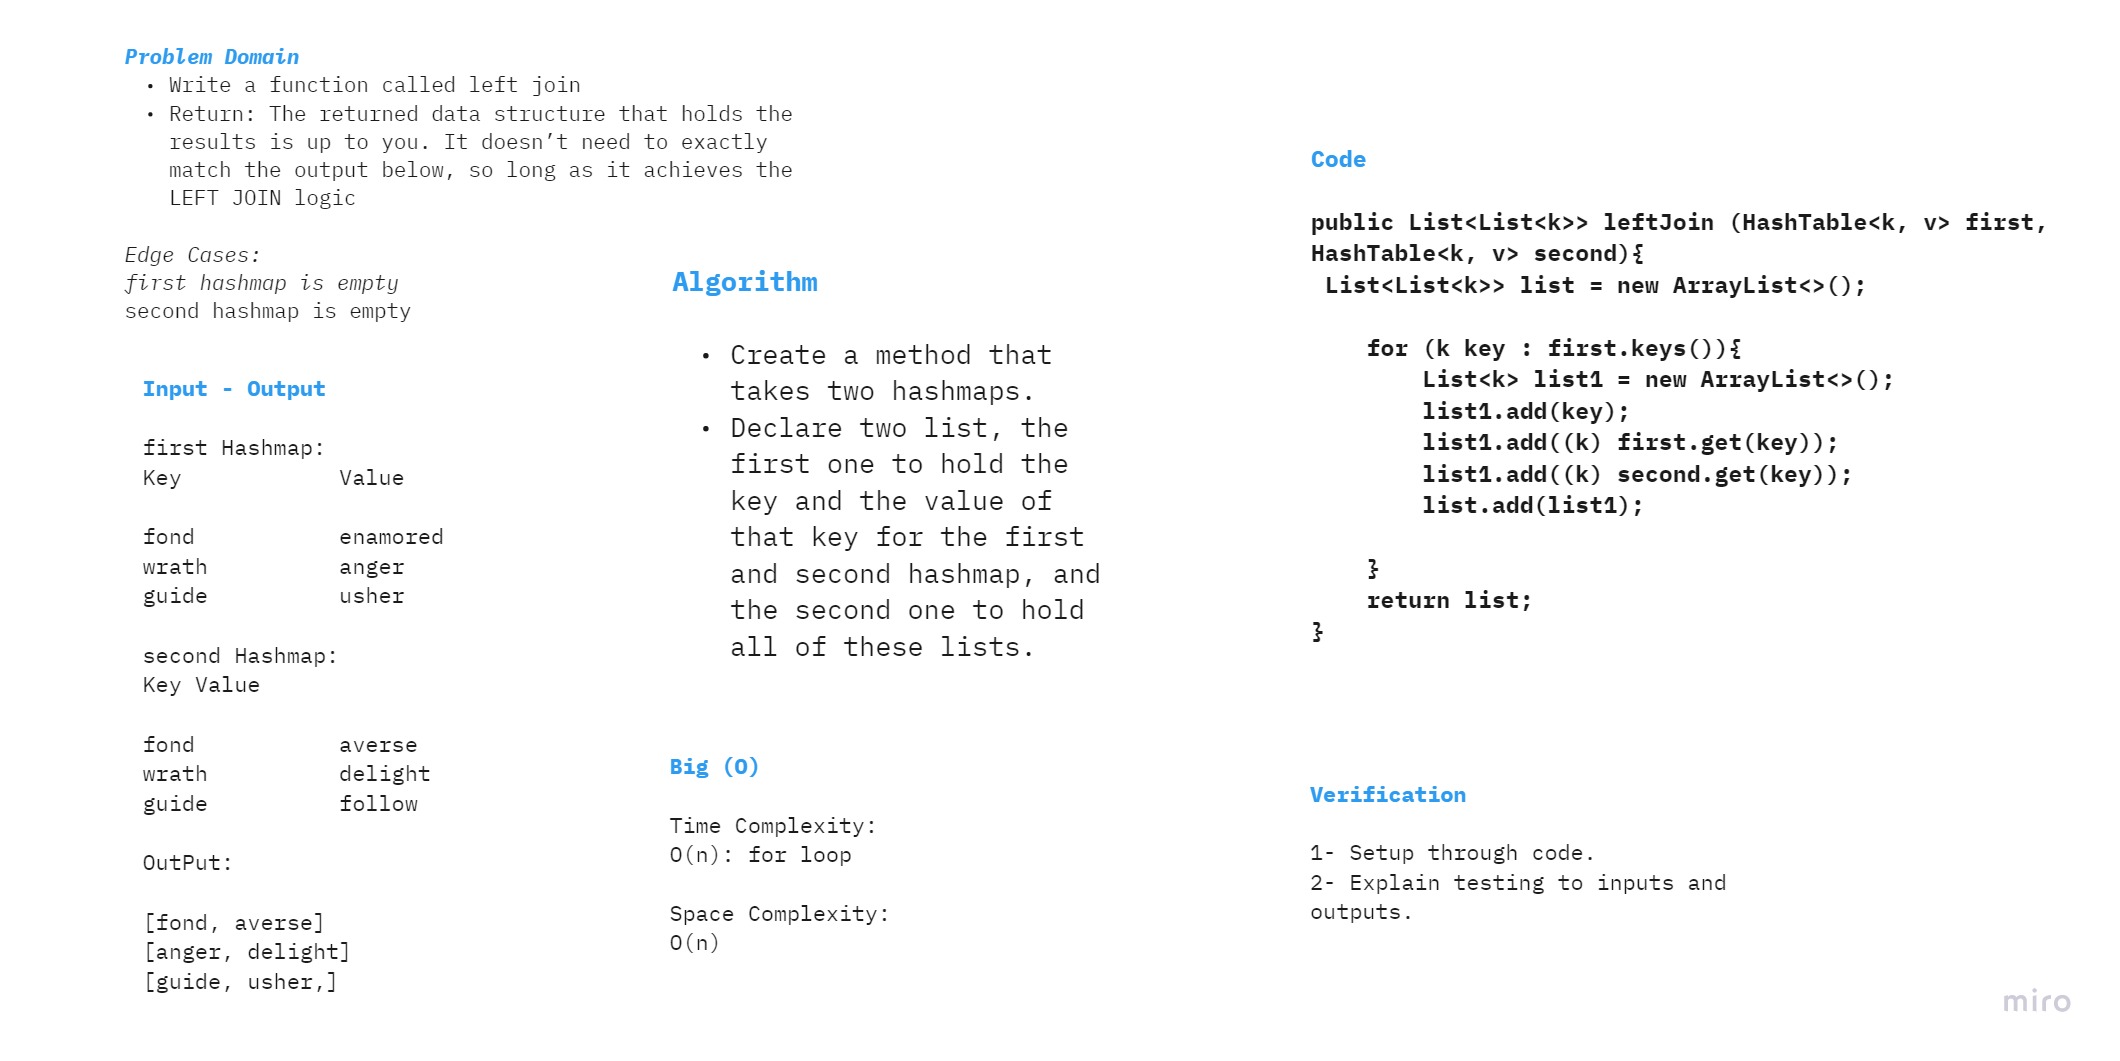 Problem Domain
• Write a function called left join
• Return: The returned data structure that holds the
results is up to you. It doesn’t need to exactly
match the output below, so long as it achieves the
LEFT JOIN logic
Edge Cases:
first hashmap is empty
second hashmap is empty
Input - Output
first Hashmap:
Key Value
fond enamored
wrath anger
guide usher
second Hashmap:
Key Value
fond averse
wrath delight
guide follow
OutPut:
[fond, averse]
[anger, delight]
[guide, usher,]
Algorithm
• Create a method that
takes two hashmaps.
• Declare two list, the
first one to hold the
key and the value of
that key for the first
and second hashmap, and
the second one to hold
all of these lists.
Big (O)
Time Complexity:
O(n): for loop
Space Complexity:
O(n)
Code
public List<List<k>> leftJoin (HashTable<k, v> first,
HashTable<k, v> second){
List<List<k>> list = new ArrayList<>();
for (k key : first.keys()){
List<k> list1 = new ArrayList<>();
list1.add(key);
list1.add((k) first.get(key));
list1.add((k) second.get(key));
list.add(list1);
}
return list;
}
Verification
1- Setup through code.
2- Explain testing to inputs and
outputs.
miro